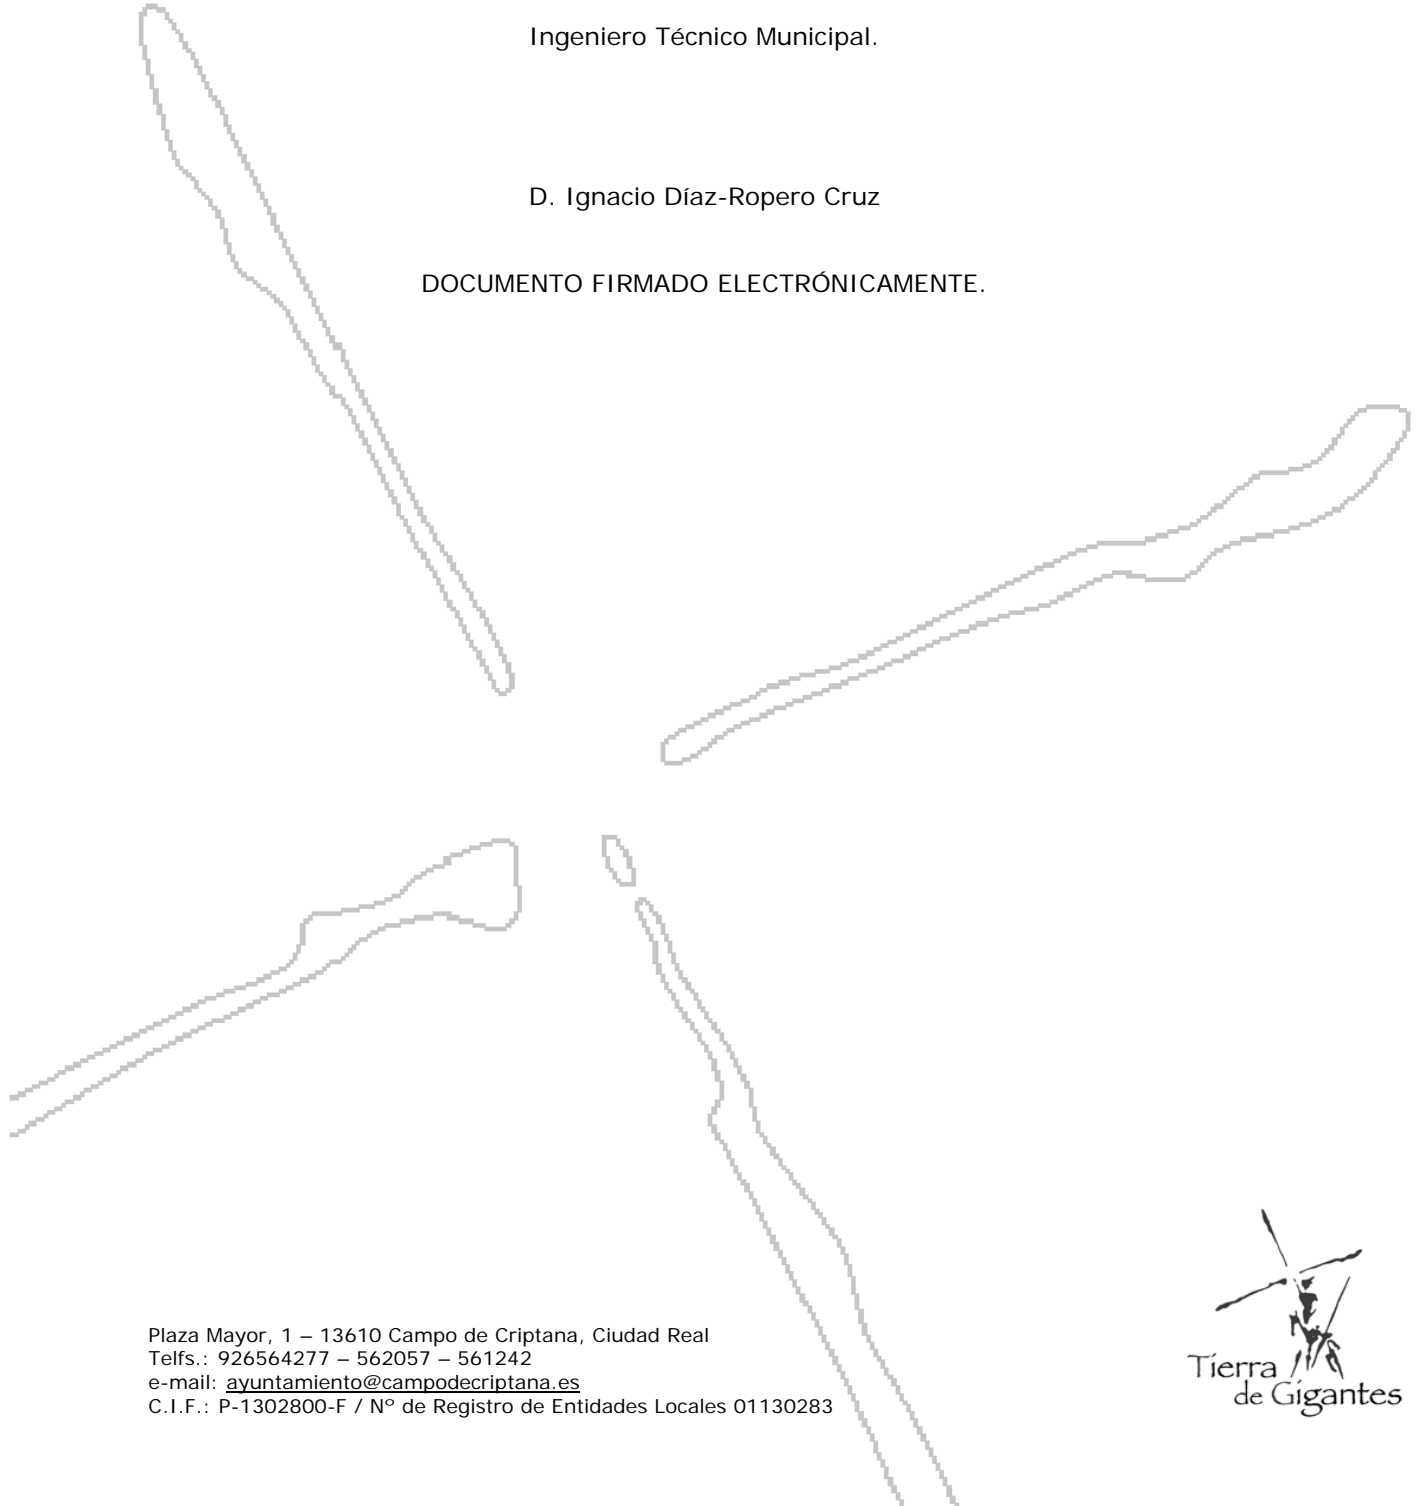 Ingeniero Técnico Municipal.
D. Ignacio Díaz-Ropero Cruz
DOCUMENTO FIRMADO ELECTRÓNICAMENTE.
Plaza Mayor, 1 – 13610 Campo de Criptana, Ciudad Real
Telfs.: 926564277 – 562057 – 561242
e-mail: ayuntamiento@campodecriptana.es
C.I.F.: P-1302800-F / Nº de Registro de Entidades Locales 01130283
Tierra
de Gigantes